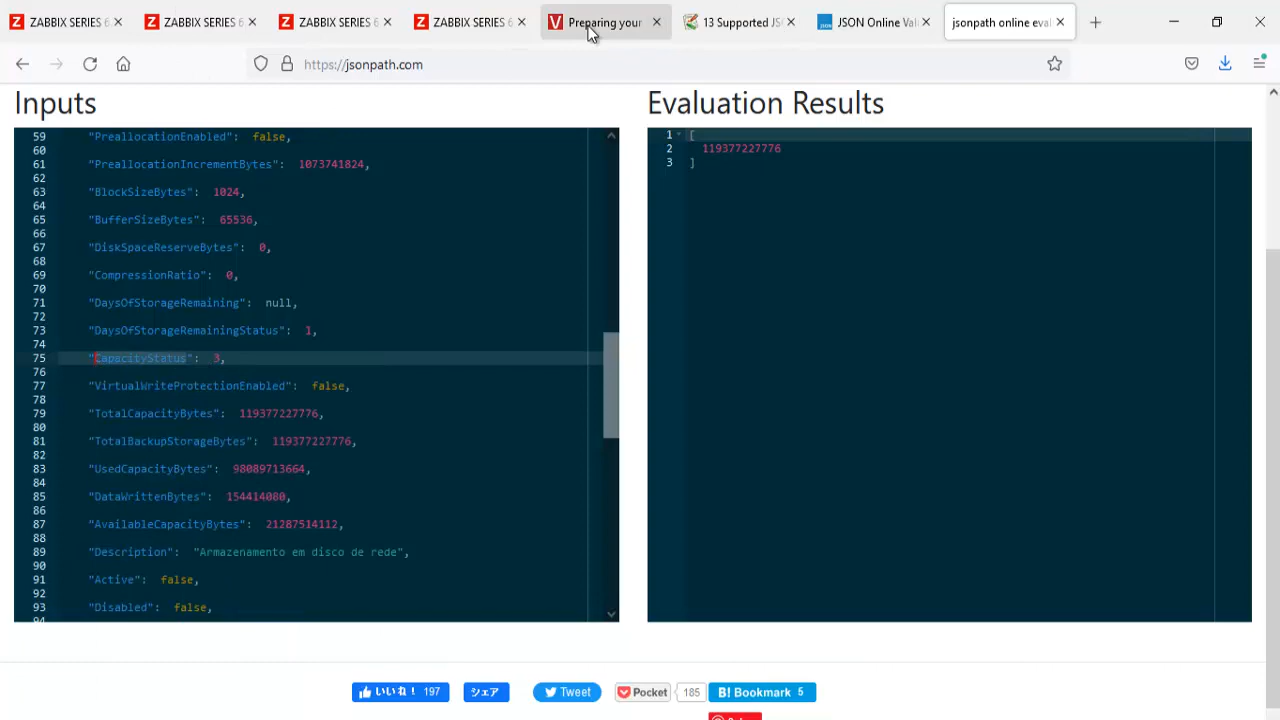 ZABBIX SERIES 6.
ZABBIX SERIES 6.
ZABBIX SERIES 6
ZABBIX SERIES 6
Preparing your
13 Supported JS
JSON Online Val
jsonpath online eval
https://jsonpath.com
Inputs
59 "PreallocationEnabled": false,
60
61 "PreallocationIncrementBytes": 1073741824,
62
63 "BlockSizeBytes": 1024,
64
65 "BufferSizeBytes": 65536,
66
67 "DiskSpaceReserveBytes": 0,
68
69 "CompressionRatio": 0,
70
71 "DaysOfStorageRemaining": null,
72
73 "DaysOfStorageRemainingStatus": 1,
74
75 "CapacityStatus": 3,
76
77 "VirtualWriteProtectionEnabled": false,
78
79 "TotalCapacityBytes": 119377227776,
80
81 "TotalBackupStorageBytes": 119377227776,
82
83 "UsedCapacityBytes": 98089713664,
84
85 "DataWrittenBytes": 154414080,
86
87 "AvailableCapacityBytes": 21287514112,
88
89 "Description": "Armazenamento em disco de rede",
90
91 "Active": false,
92
93 "Disabled": false,
94
Evaluation Results
1 [
2 119377227776
3 ]
いいね！ 197
シェア
Tweet
Pocket
185
B! Bookmark 5